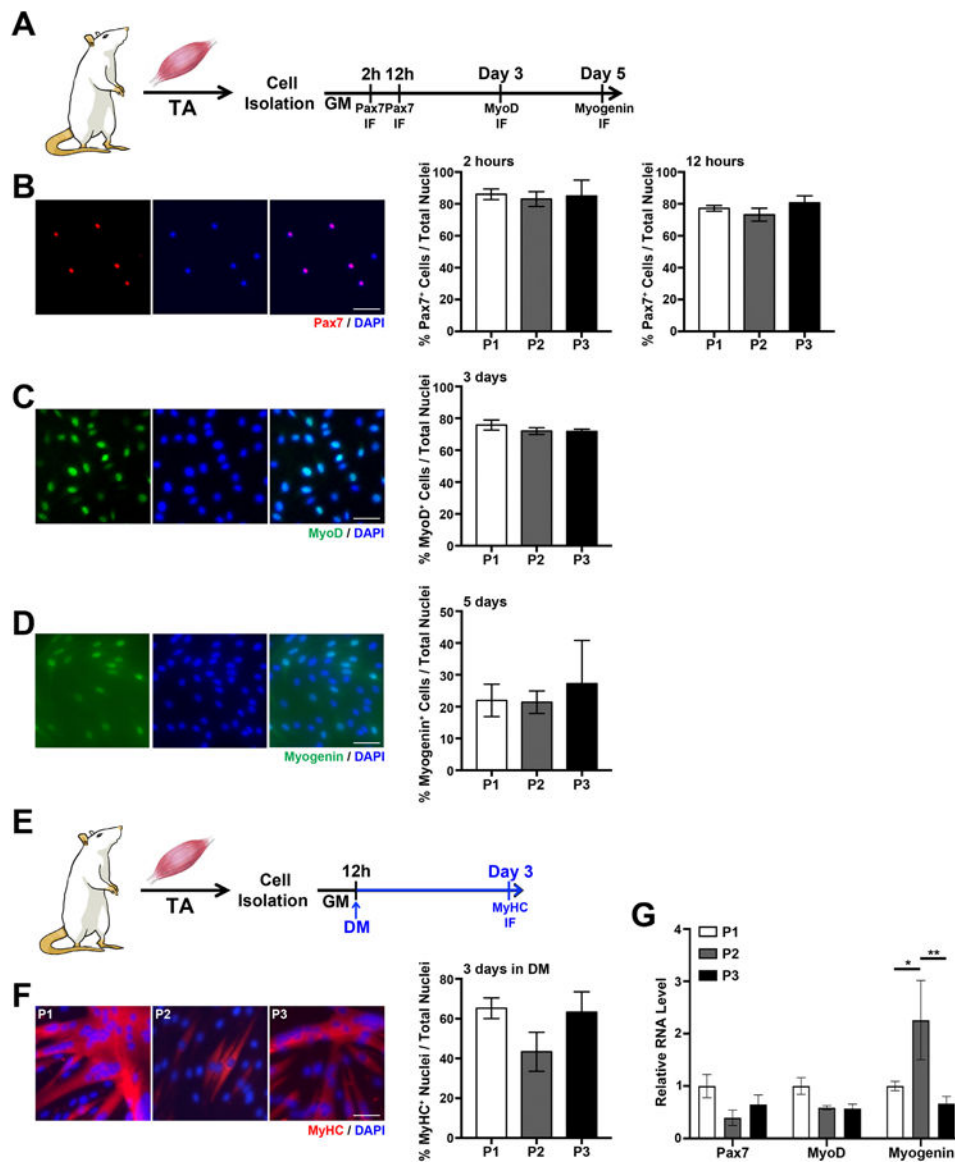 A
TA
Cell
Isolation
GM
2h 12h Day 3 Day 5
Pax7 Pax7 MyoD Myogenin
IF IF IF IF
B
Pax7 / DAPI
2 hours
% Pax7+ Cells / Total Nuclei
100
80
60
40
20
0
P1 P2 P3
12 hours
% Pax7+ Cells / Total Nuclei
100
80
60
40
20
0
P1 P2 P3
C
MyoD / DAPI
3 days
% MyoD+ Cells / Total Nuclei
100
80
60
40
20
0
P1 P2 P3
D
Myogenin / DAPI
5 days
% Myogenin+ Cells / Total Nuclei
50
40
30
20
10
0
P1 P2 P3
E
TA
Cell
Isolation
12h Day 3
GM
DM
MyHC
IF
F
P1 P2 P3
MyHC / DAPI
3 days in DM
% MyHC+ Nuclei / Total Nuclei
80
60
40
20
0
P1 P2 P3
G
P1
P2
P3
* **
Relative RNA Level
4
3
2
1
0
Pax7 MyoD Myogenin